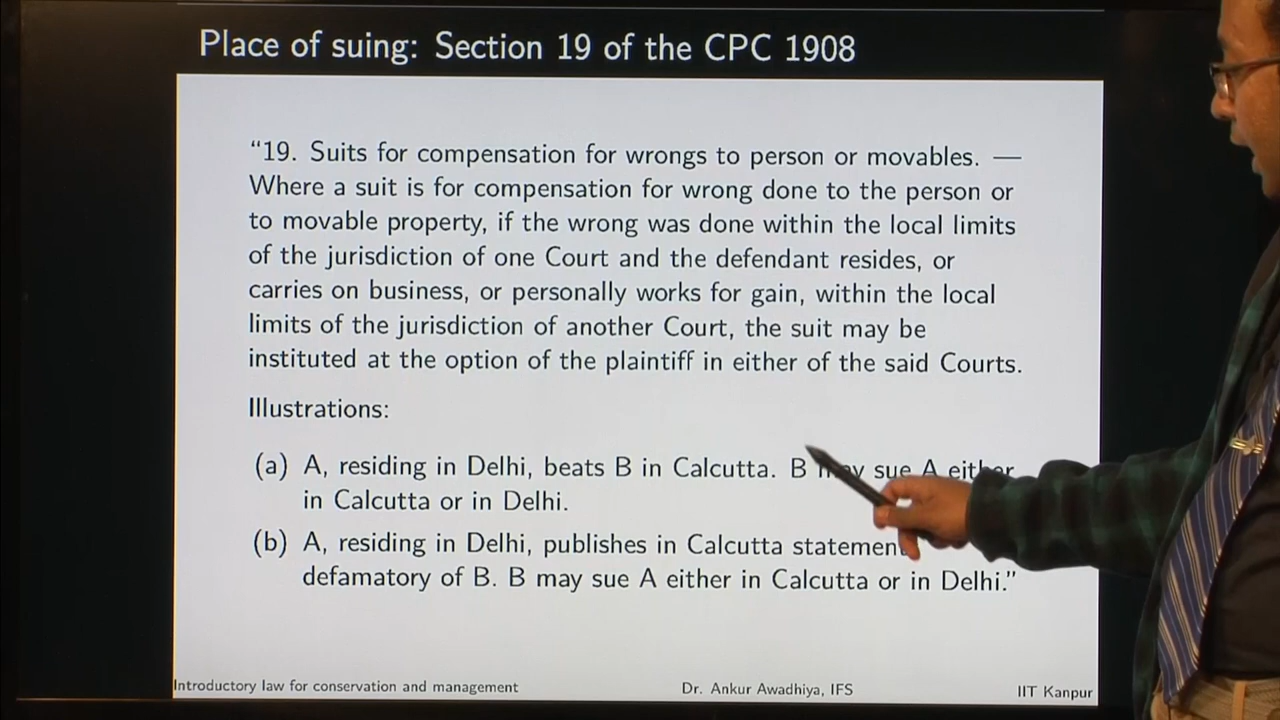 Place of suing: Section 19 of the CPC 1908
“19. Suits for compensation for wrongs to person or movables. —
Where a suit is for compensation for wrong done to the person or
to movable property, if the wrong was done within the local limits
of the jurisdiction of one Court and the defendant resides, or
carries on business, or personally works for gain, within the local
limits of the jurisdiction of another Court, the suit may be
instituted at the option of the plaintiff in either of the said Courts.
Illustrations:
(a) A, residing in Delhi, beats B in Calcutta. B may sue A either
in Calcutta or in Delhi.
(b) A, residing in Delhi, publishes in Calcutta statement
defamatory of B. B may sue A either in Calcutta or in Delhi.”
Introductory law for conservation and management Dr. Ankur Awadhiya, IFS IIT Kanpur